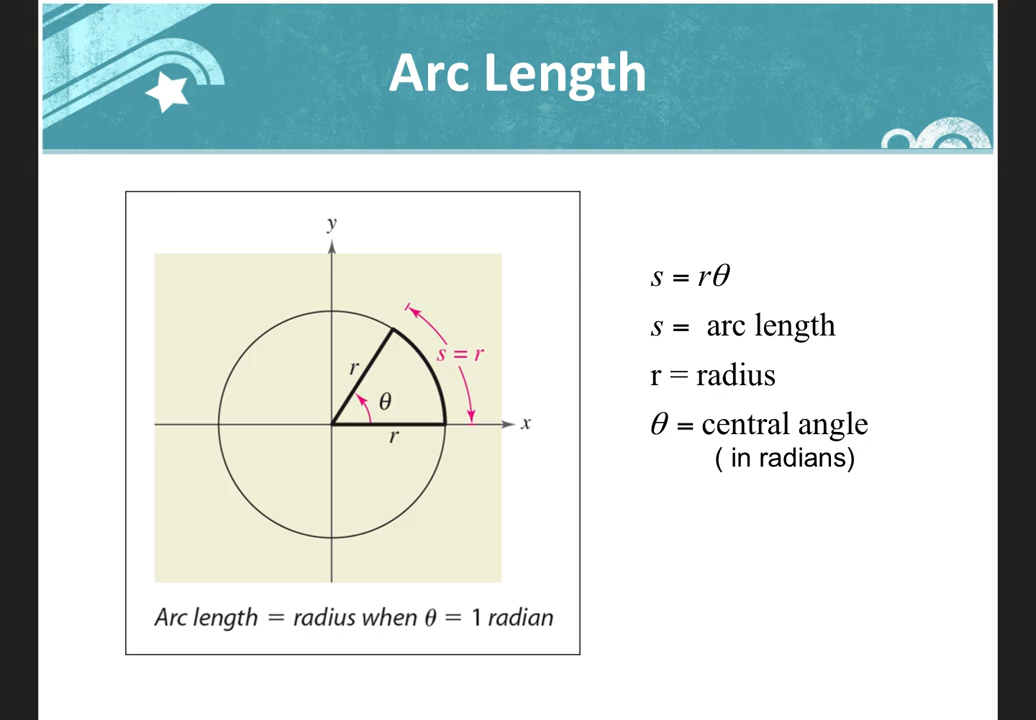 Arc Length
y
s = r
r
θ
r
x
Arc length = radius when θ = 1 radian
s = rθ
s = arc length
r = radius
θ = central angle
( in radians)